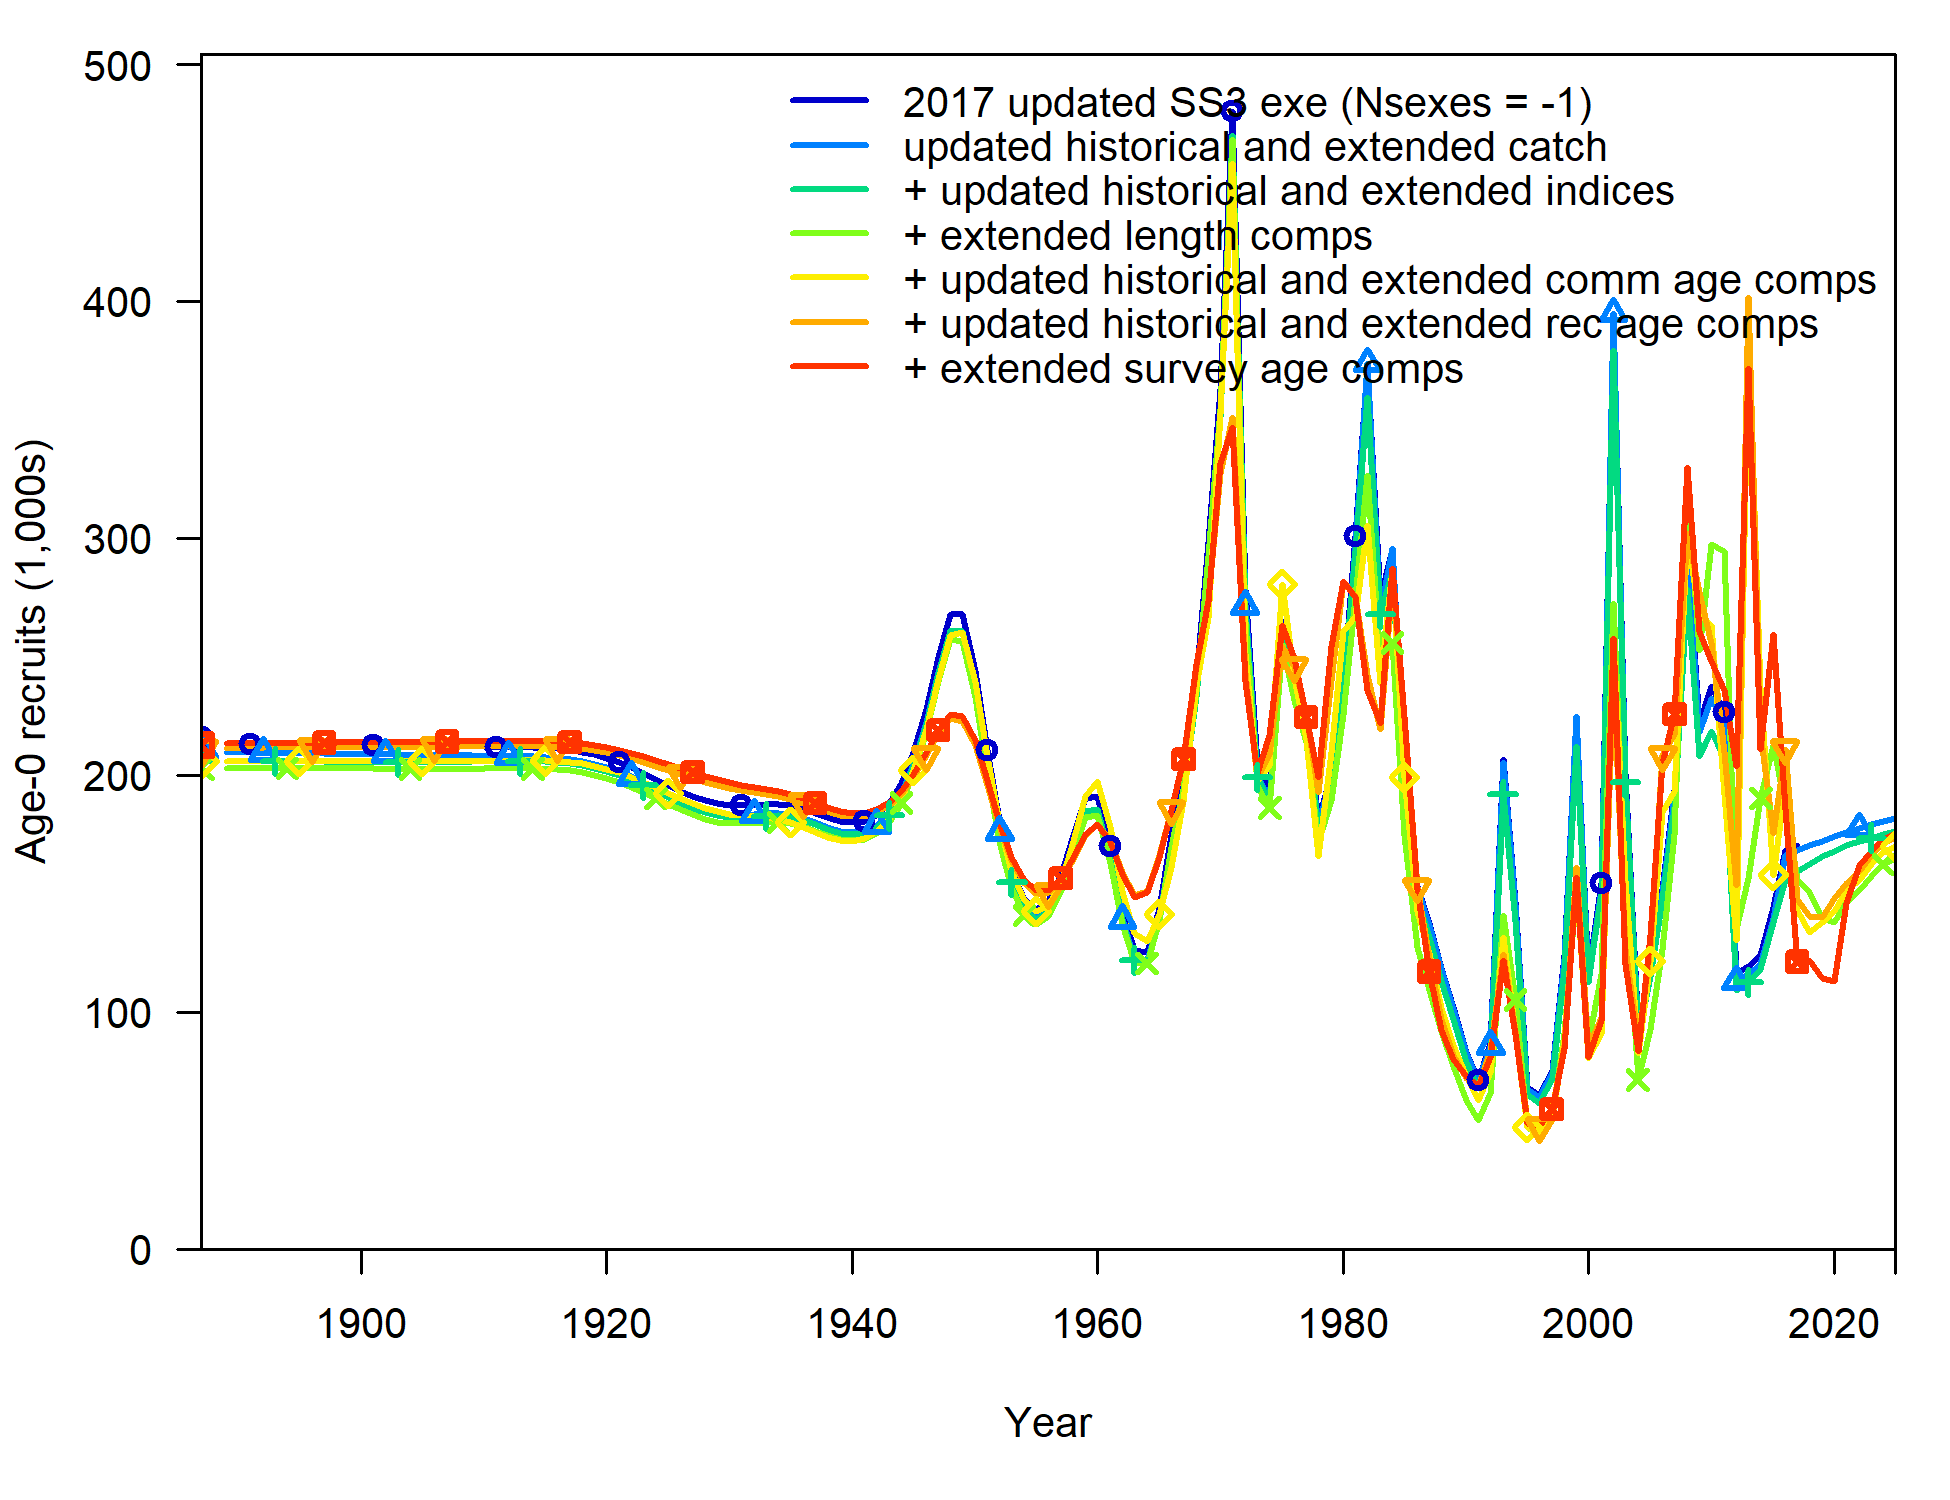 500
400
300
200
100
0
Age-0 recruits (1,000s)
2017 updated SS3 exe (Nsexes = -1)
updated historical and extended catch
+ updated historical and extended indices
+ extended length comps
+ updated historical and extended comm age comps
+ updated historical and extended rec age comps
+ extended survey age comps
1900 1920 1940 1960 1980 2000 2020
Year